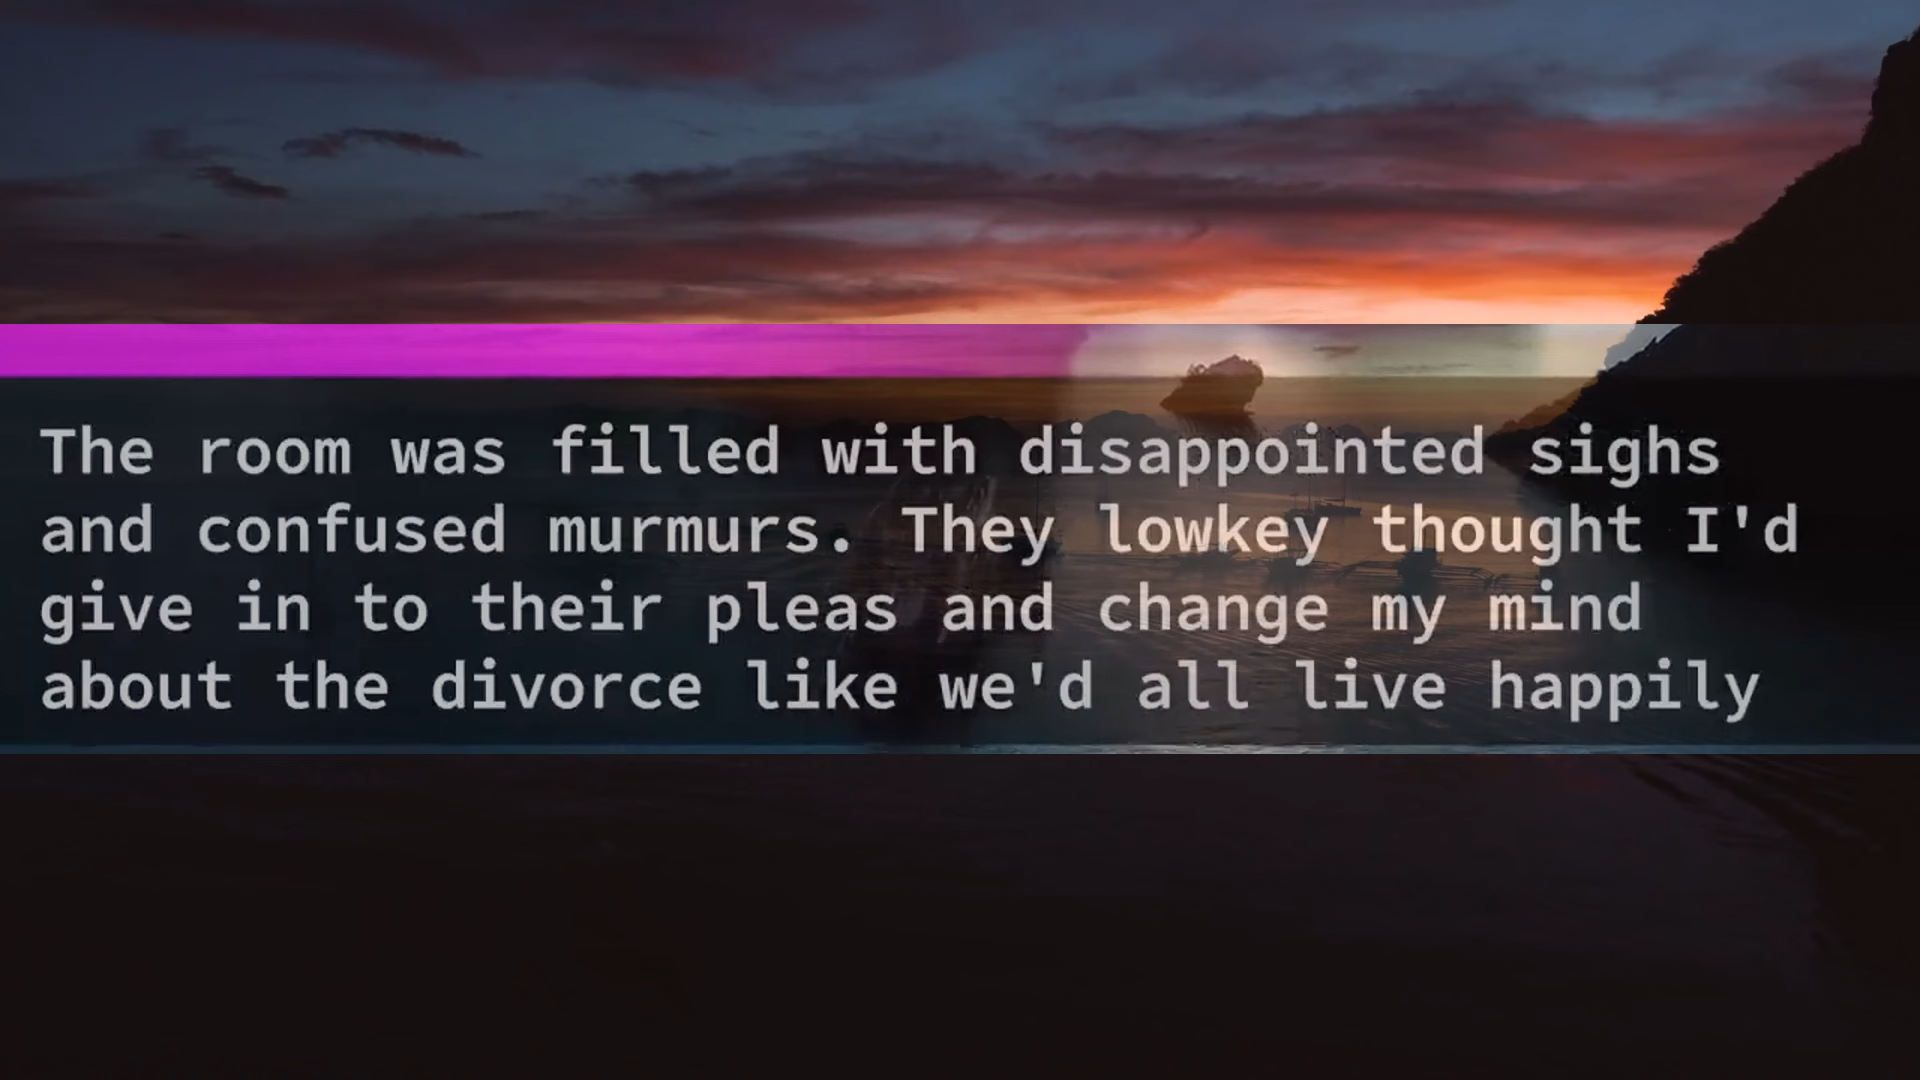 The room was filled with disappointed sighs
and confused murmurs. They lowkey thought I'd
give in to their pleas and change my mind
about the divorce like we'd all live happily